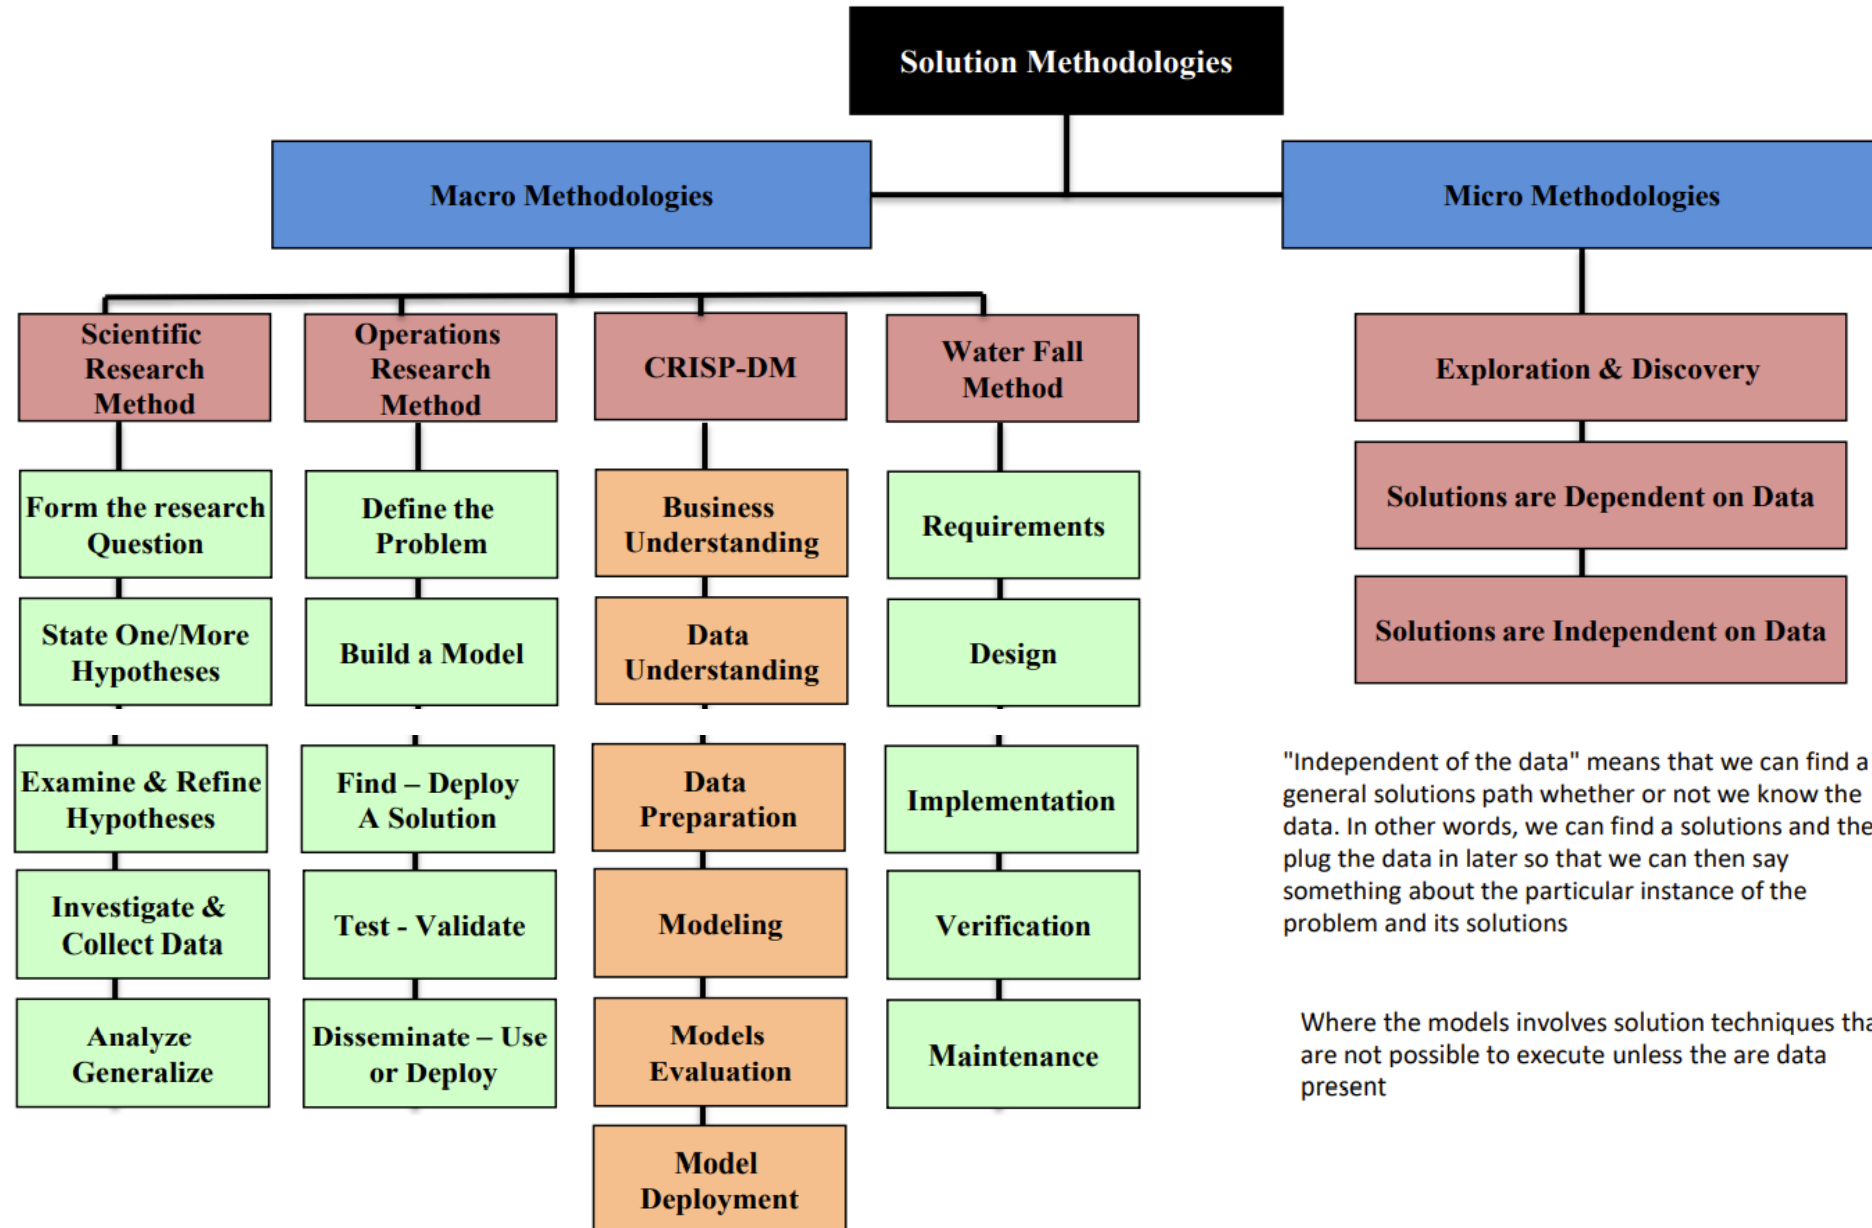 Solution Methodologies
Macro Methodologies
Micro Methodologies
Scientific
Research
Method
Operations
Research
Method
CRISP-DM
Water Fall
Method
Exploration & Discovery
Form the research
Question
Define the
Problem
Business
Understanding
Requirements
Solutions are Dependent on Data
State One/More
Hypotheses
Build a Model
Data
Understanding
Design
Solutions are Independent on Data
Examine & Refine
Hypotheses
Find – Deploy
A Solution
Data
Preparation
Implementation
"Independent of the data" means that we can find a
general solutions path whether or not we know the
data. In other words, we can find a solutions and the
plug the data in later so that we can then say
something about the particular instance of the
problem and its solutions
Investigate &
Collect Data
Test - Validate
Modeling
Verification
Analyze
Generalize
Disseminate – Use
or Deploy
Models
Evaluation
Maintenance
Where the models involves solution techniques tha
are not possible to execute unless the are data
present
Model
Deployment